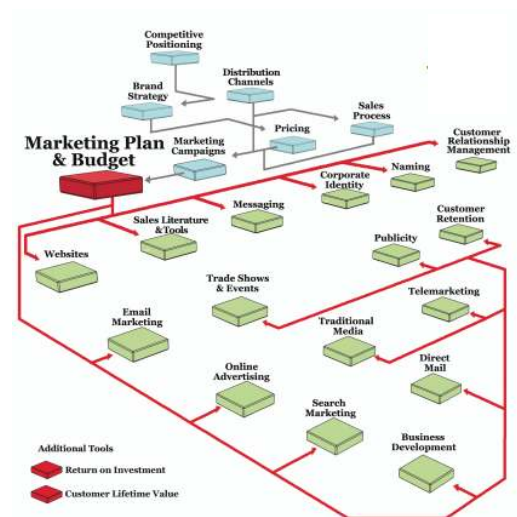 Competitive
Positioning
Brand
Strategy
Distribution
Channels
Sales
Process
Pricing
Marketing Plan
& Budget
Marketing
Campaigns
Customer
Relationship
Management
Naming
Corporate
Identity
Messaging
Sales Literature
&Tools
Websites
Customer
Retention
Publicity
Trade Shows
& Events
Telemarketing
Email
Marketing
Traditional
Media
Direct
Mail
Online
Advertising
Search
Marketing
Business
Development
Additional Tools
Return on Investment
Customer Lifetime Value